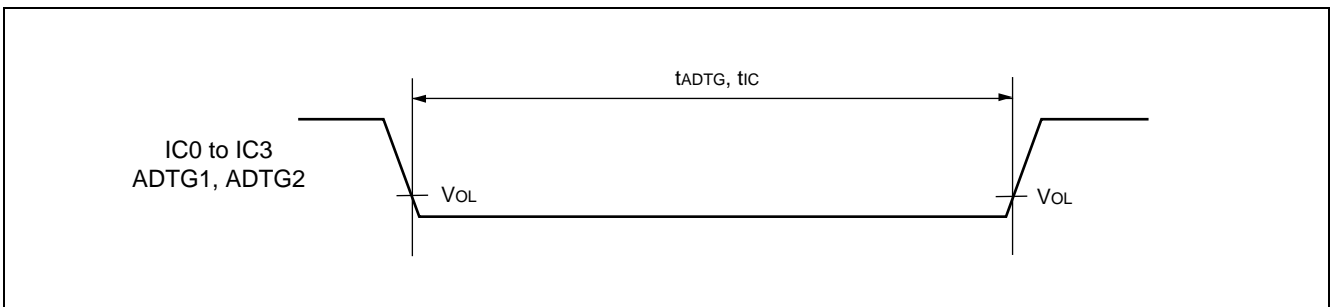 tADTG, tIC
IC0 to IC3
ADTG1, ADTG2
VOL
VOL